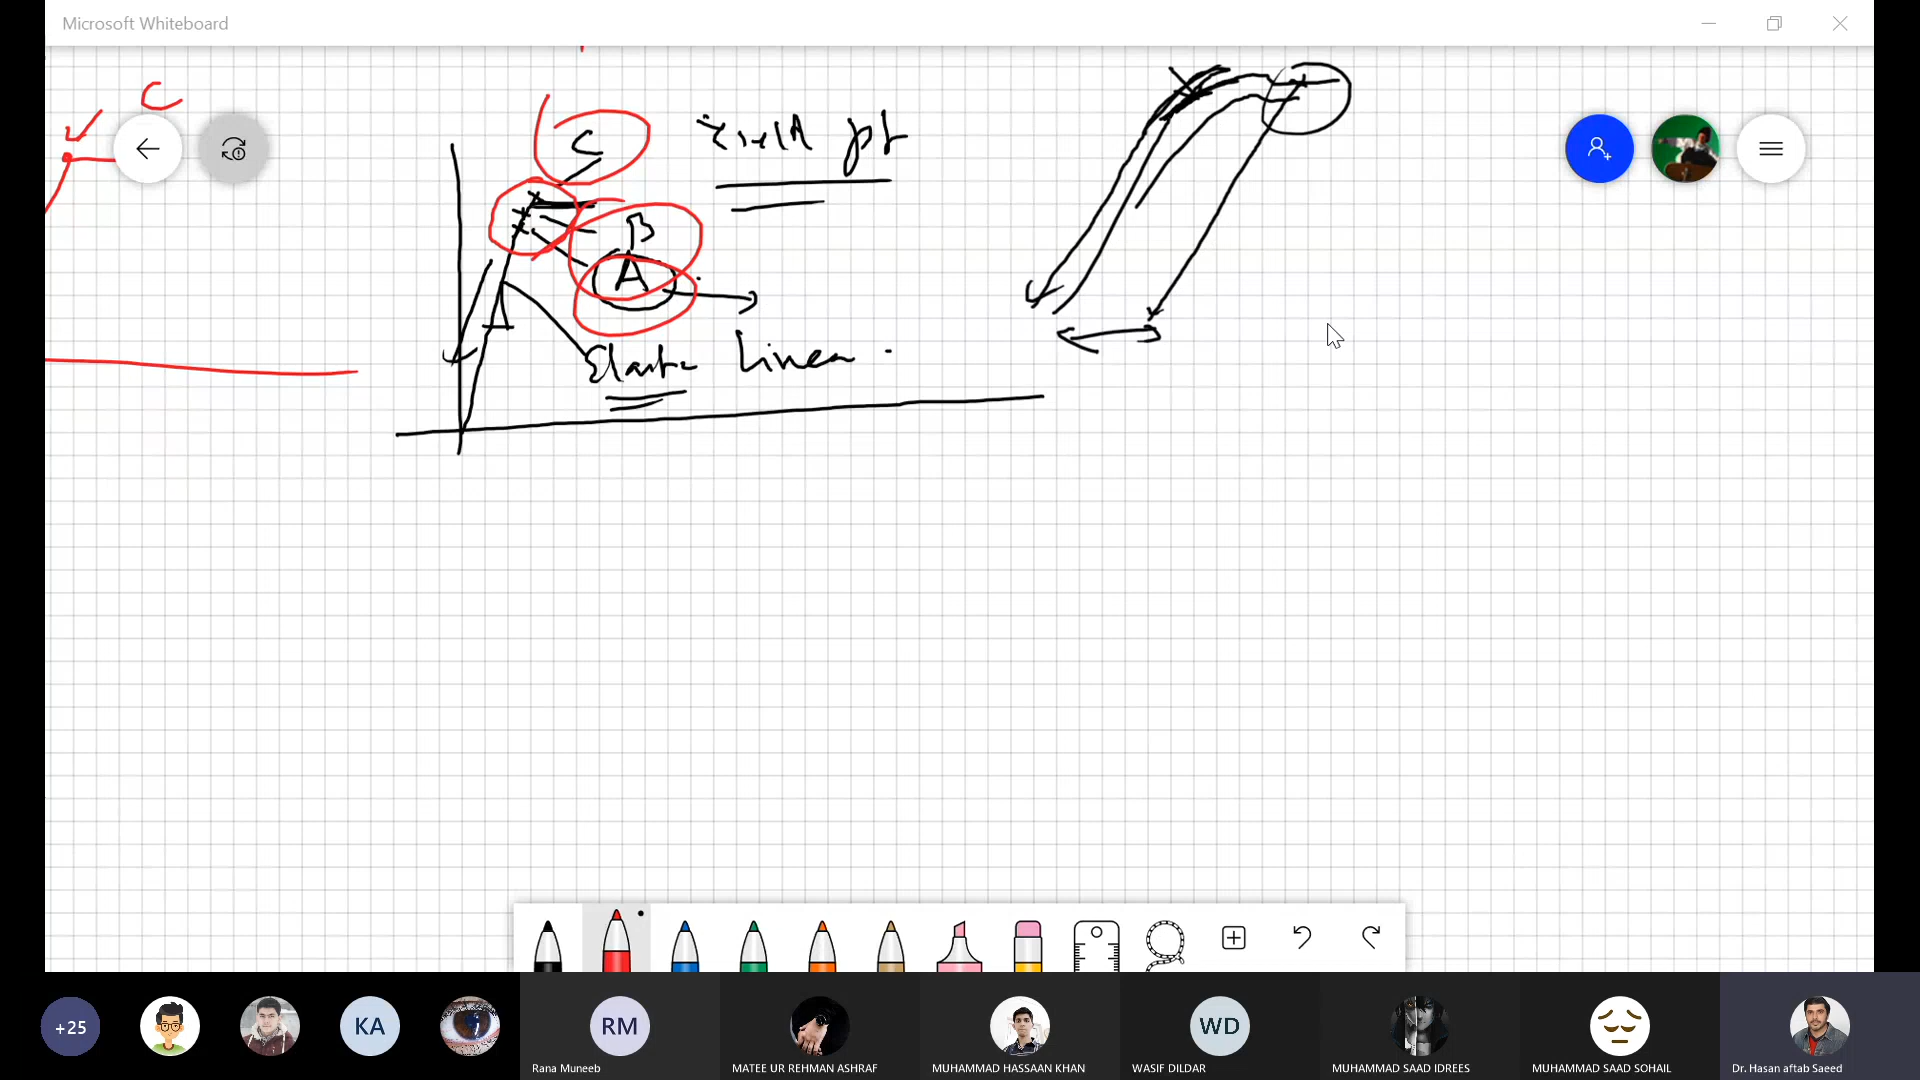 Microsoft Whiteboard
C
C
Yield pt
B
A
Elastic Linear
+25
KA
RM
WD
Rana Muneeb
MATEE UR REHMAN ASHRAF
MUHAMMAD HASSAAN KHAN
WASIF DILDAR
MUHAMMAD SAAD IDREES
MUHAMMAD SAAD SOHAIL
Dr. Hasan aftab Saeed